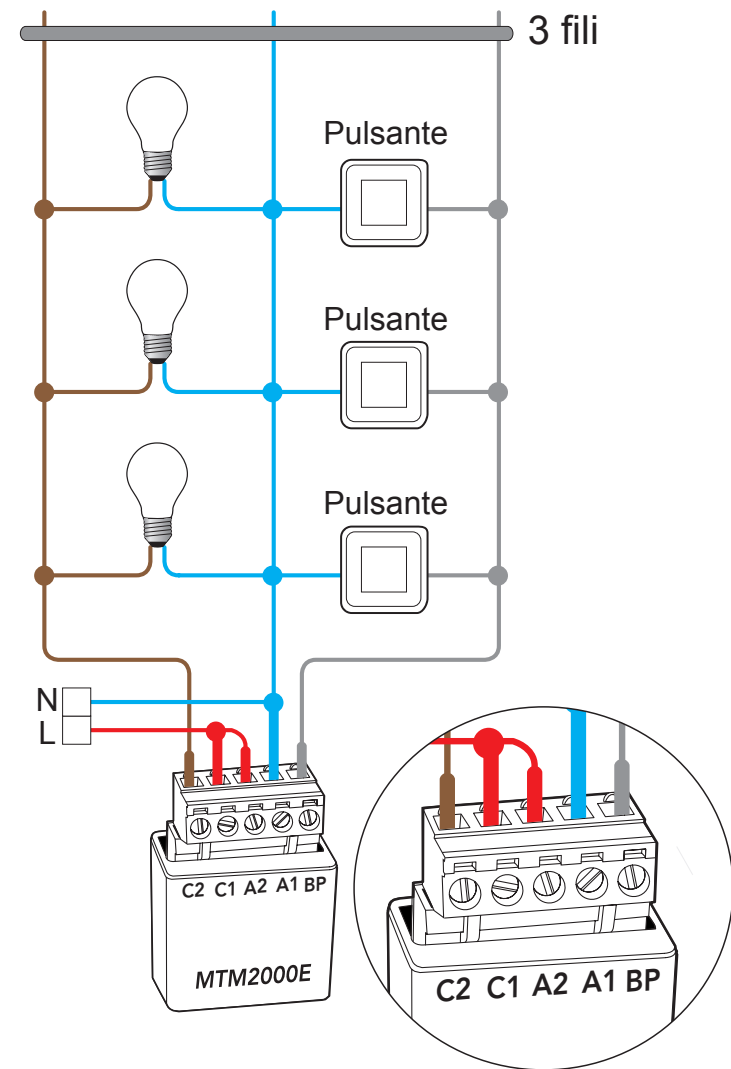 3 fili
Pulsante
Pulsante
Pulsante
N
L
C2 C1 A2 A1 BP
MTM2000E
C2 C1 A2 A1 BP